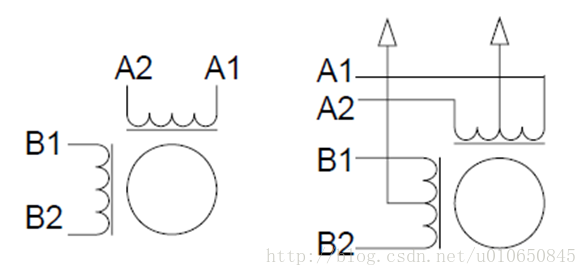 A2 A1
B1
B2
A1
A2
B1
B2
http://blog.csdn.net/u010650845